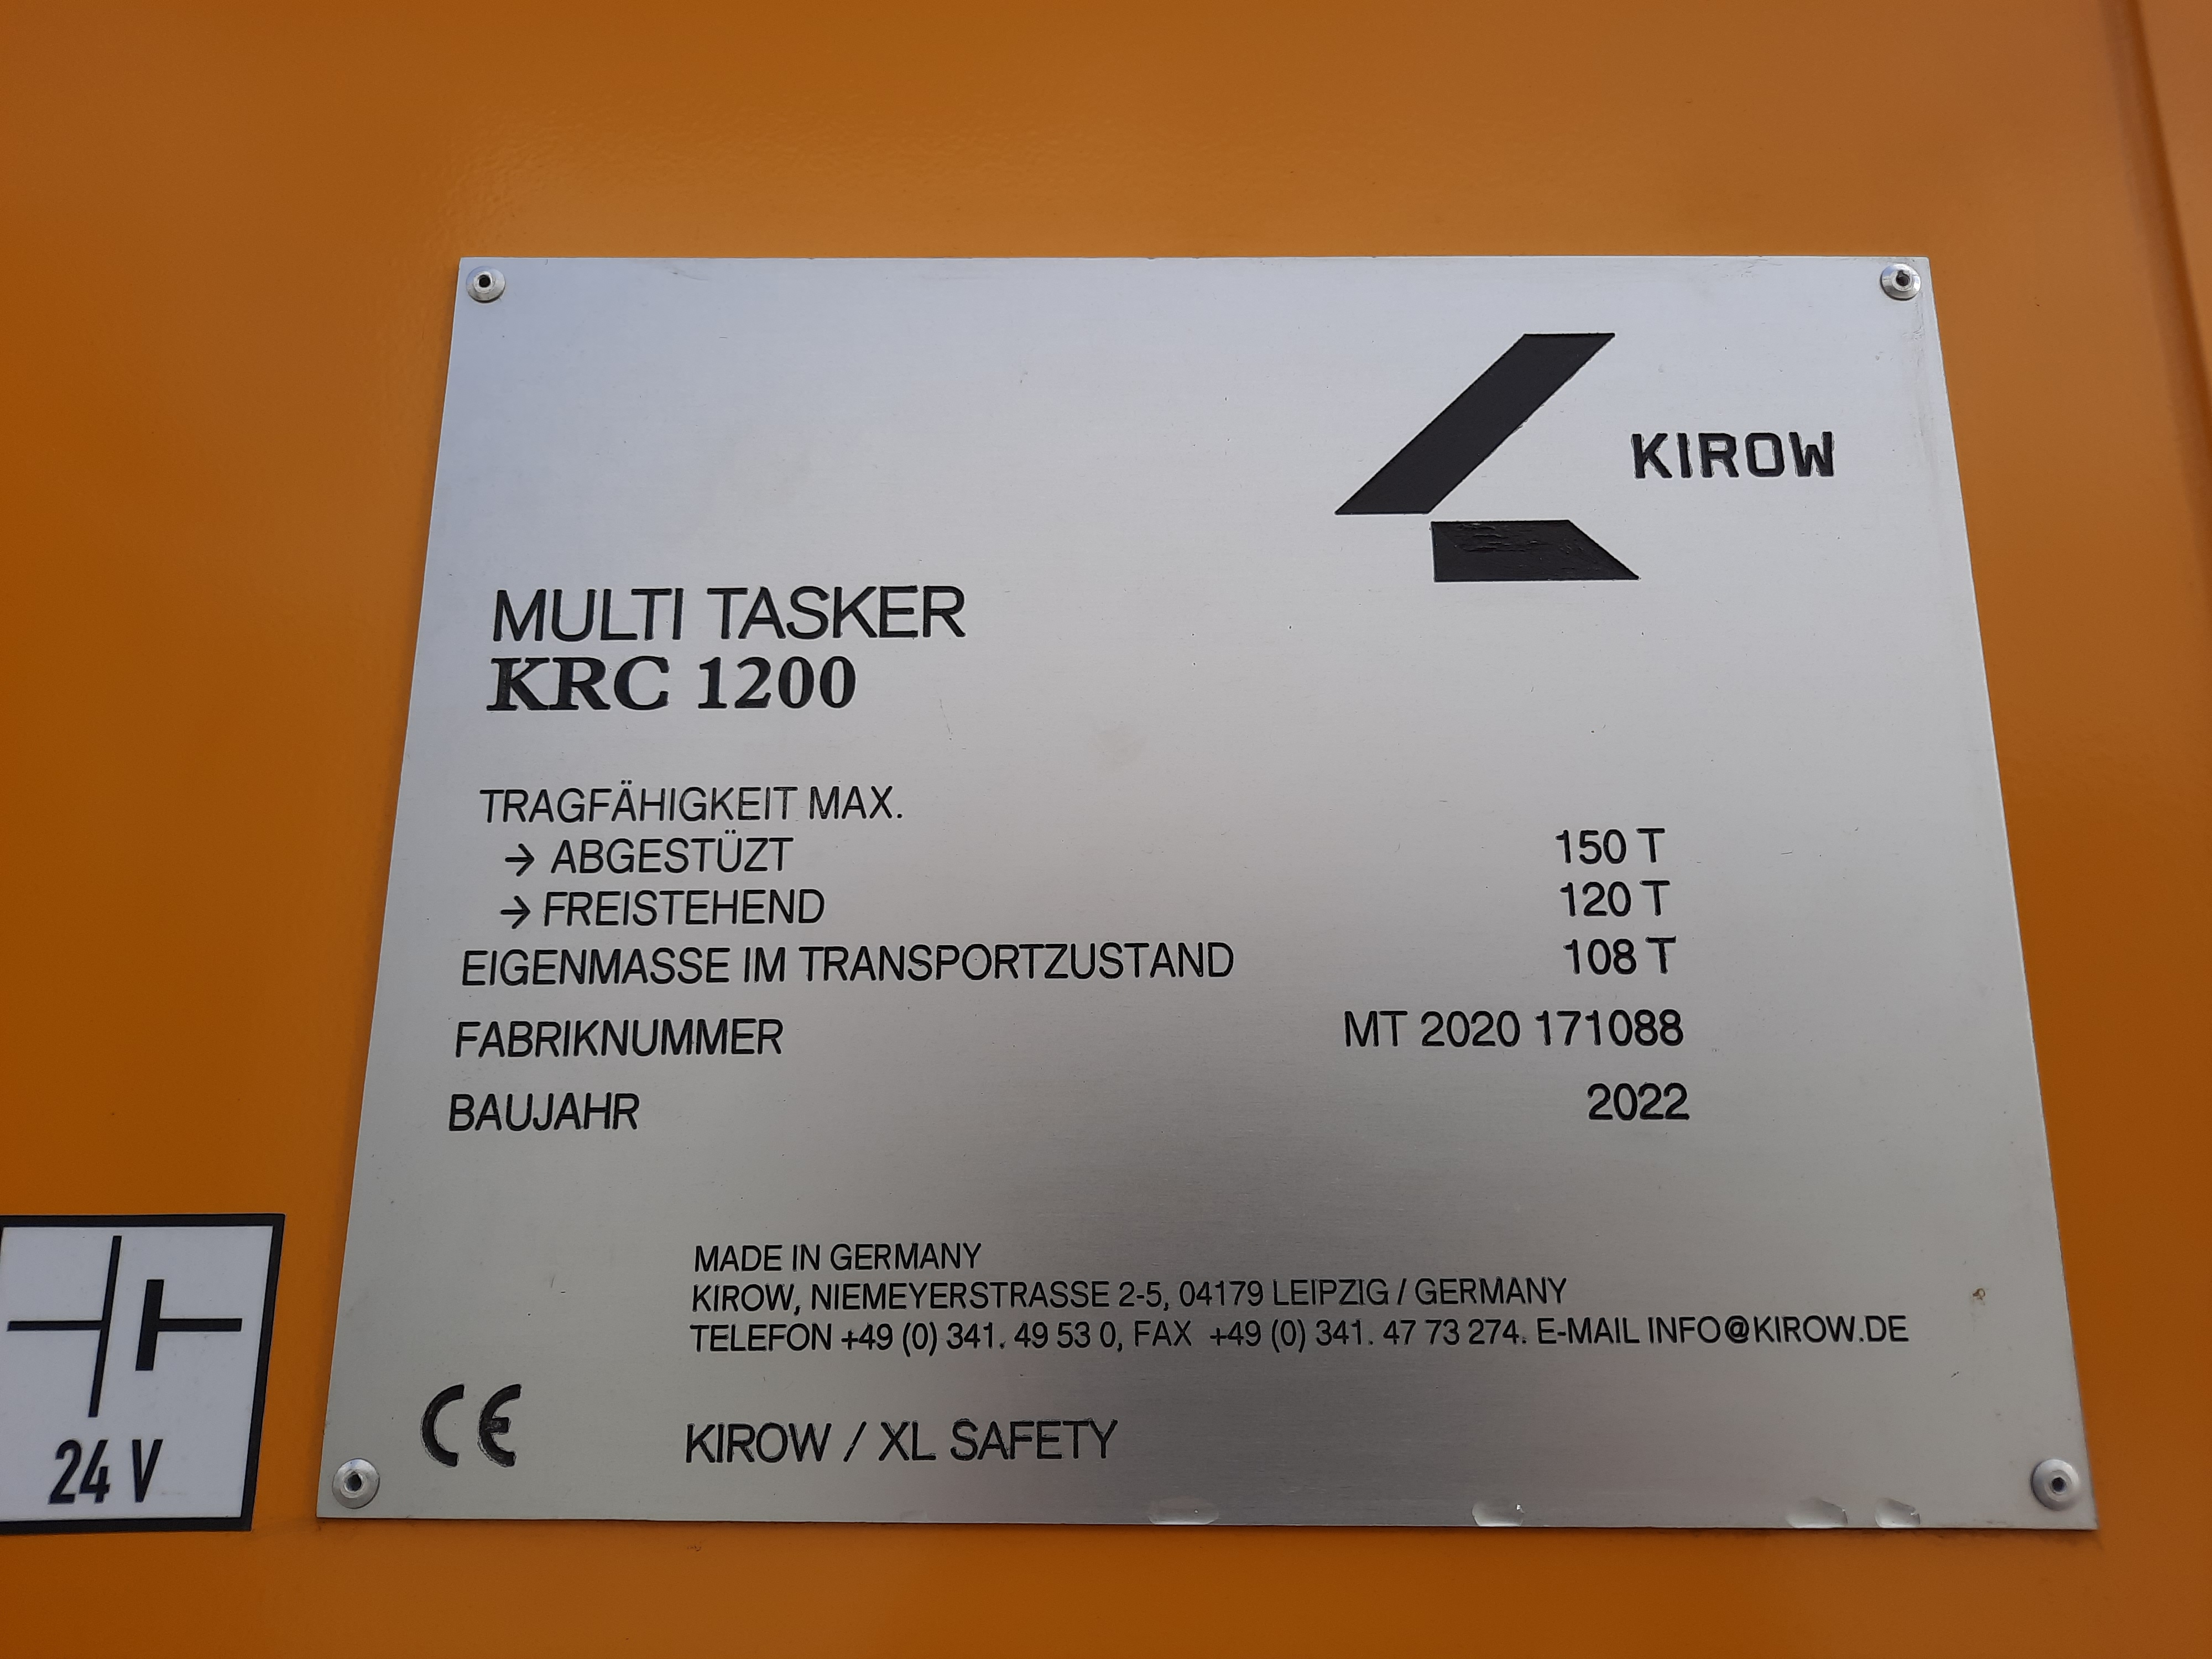 KIROW
MULTI TASKER
KRC 1200
TRAGFÄHIGKEIT MAX.
→ ABGESTÜZT 150 T
→ FREISTEHEND 120 T
EIGENMASSE IM TRANSPORTZUSTAND 108 T
FABRIKNUMMER MT 2020 171088
BAUJAHR 2022
MADE IN GERMANY
KIROW, NIEMEYERSTRASSE 2-5, 04179 LEIPZIG / GERMANY
TELEFON +49 (0) 341. 49 53 0, FAX +49 (0) 341. 47 73 274. E-MAIL INFO@KIROW.DE
CE KIROW / XL SAFETY
24 V